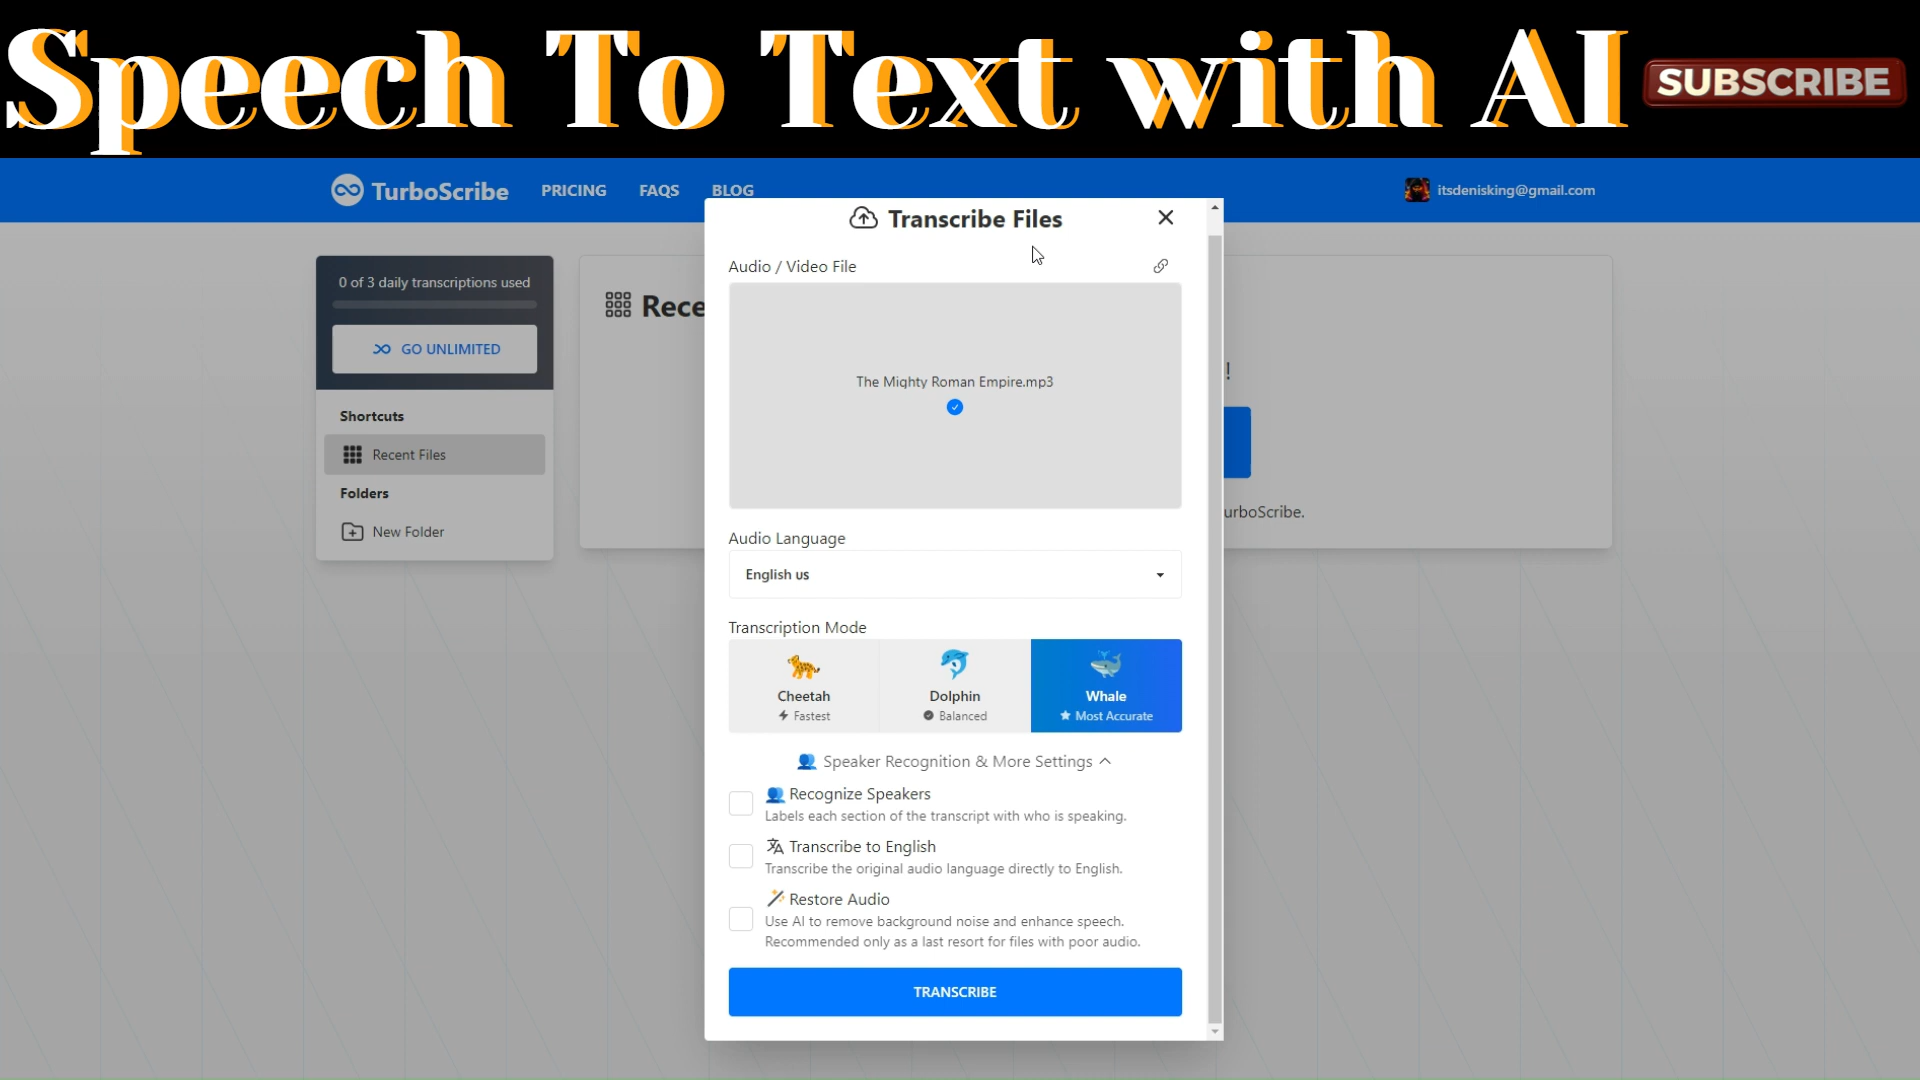 Speech To Text with AI
SUBSCRIBE
TurboScribe PRICING FAQS BLOG
itsdenisking@gmail.com
0 of 3 daily transcriptions used
GO UNLIMITED
Shortcuts
Recent Files
Folders
New Folder
Rece
!
urboScribe.
Transcribe Files
Audio / Video File
The Mighty Roman Empire.mp3
Audio Language
English us
Transcription Mode
Cheetah
Fastest
Dolphin
Balanced
Whale
Most Accurate
Speaker Recognition & More Settings
Recognize Speakers
Labels each section of the transcript with who is speaking.
Transcribe to English
Transcribe the original audio language directly to English.
Restore Audio
Use AI to remove background noise and enhance speech.
Recommended only as a last resort for files with poor audio.
TRANSCRIBE